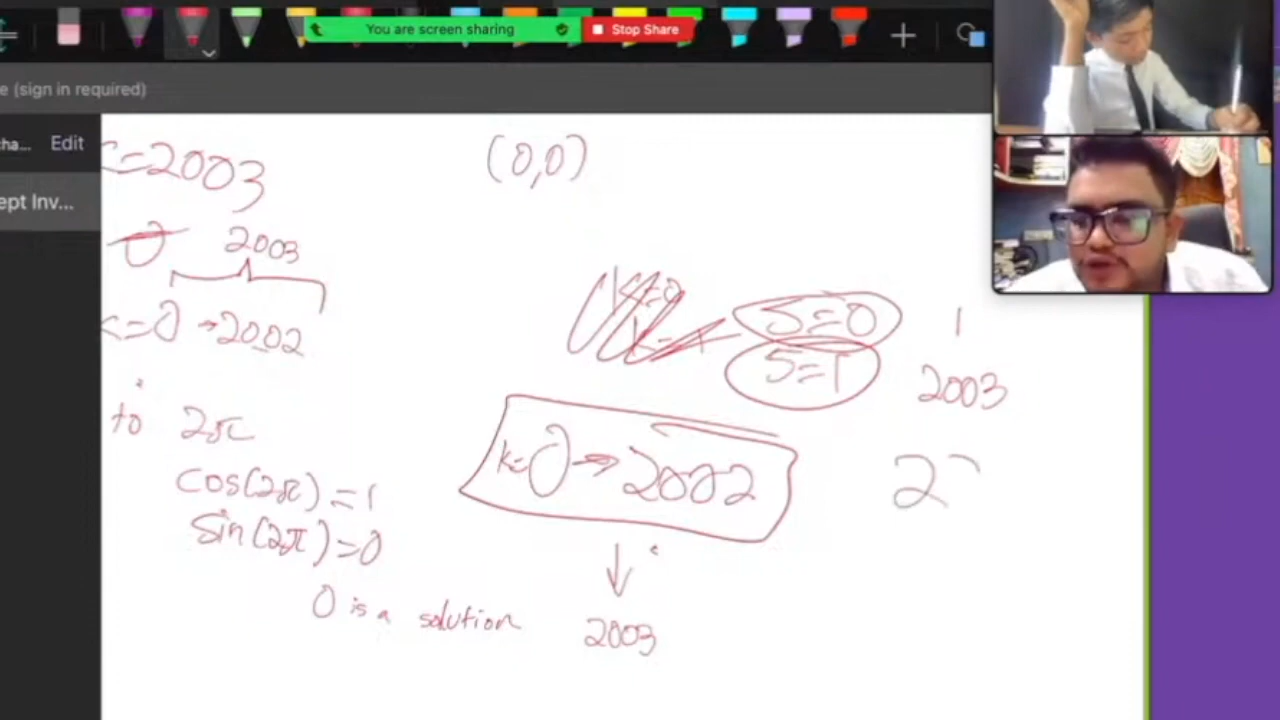 You are screen sharing
Stop Share
(sign in required)
Edit
=2003
(0,0)
0
2003
=0 → 2002
S=0
1
S=1
2003
to 2π
k=0 → 2002
cos(2π) = 1
sin(2π) = 0
0 is a solution
2003